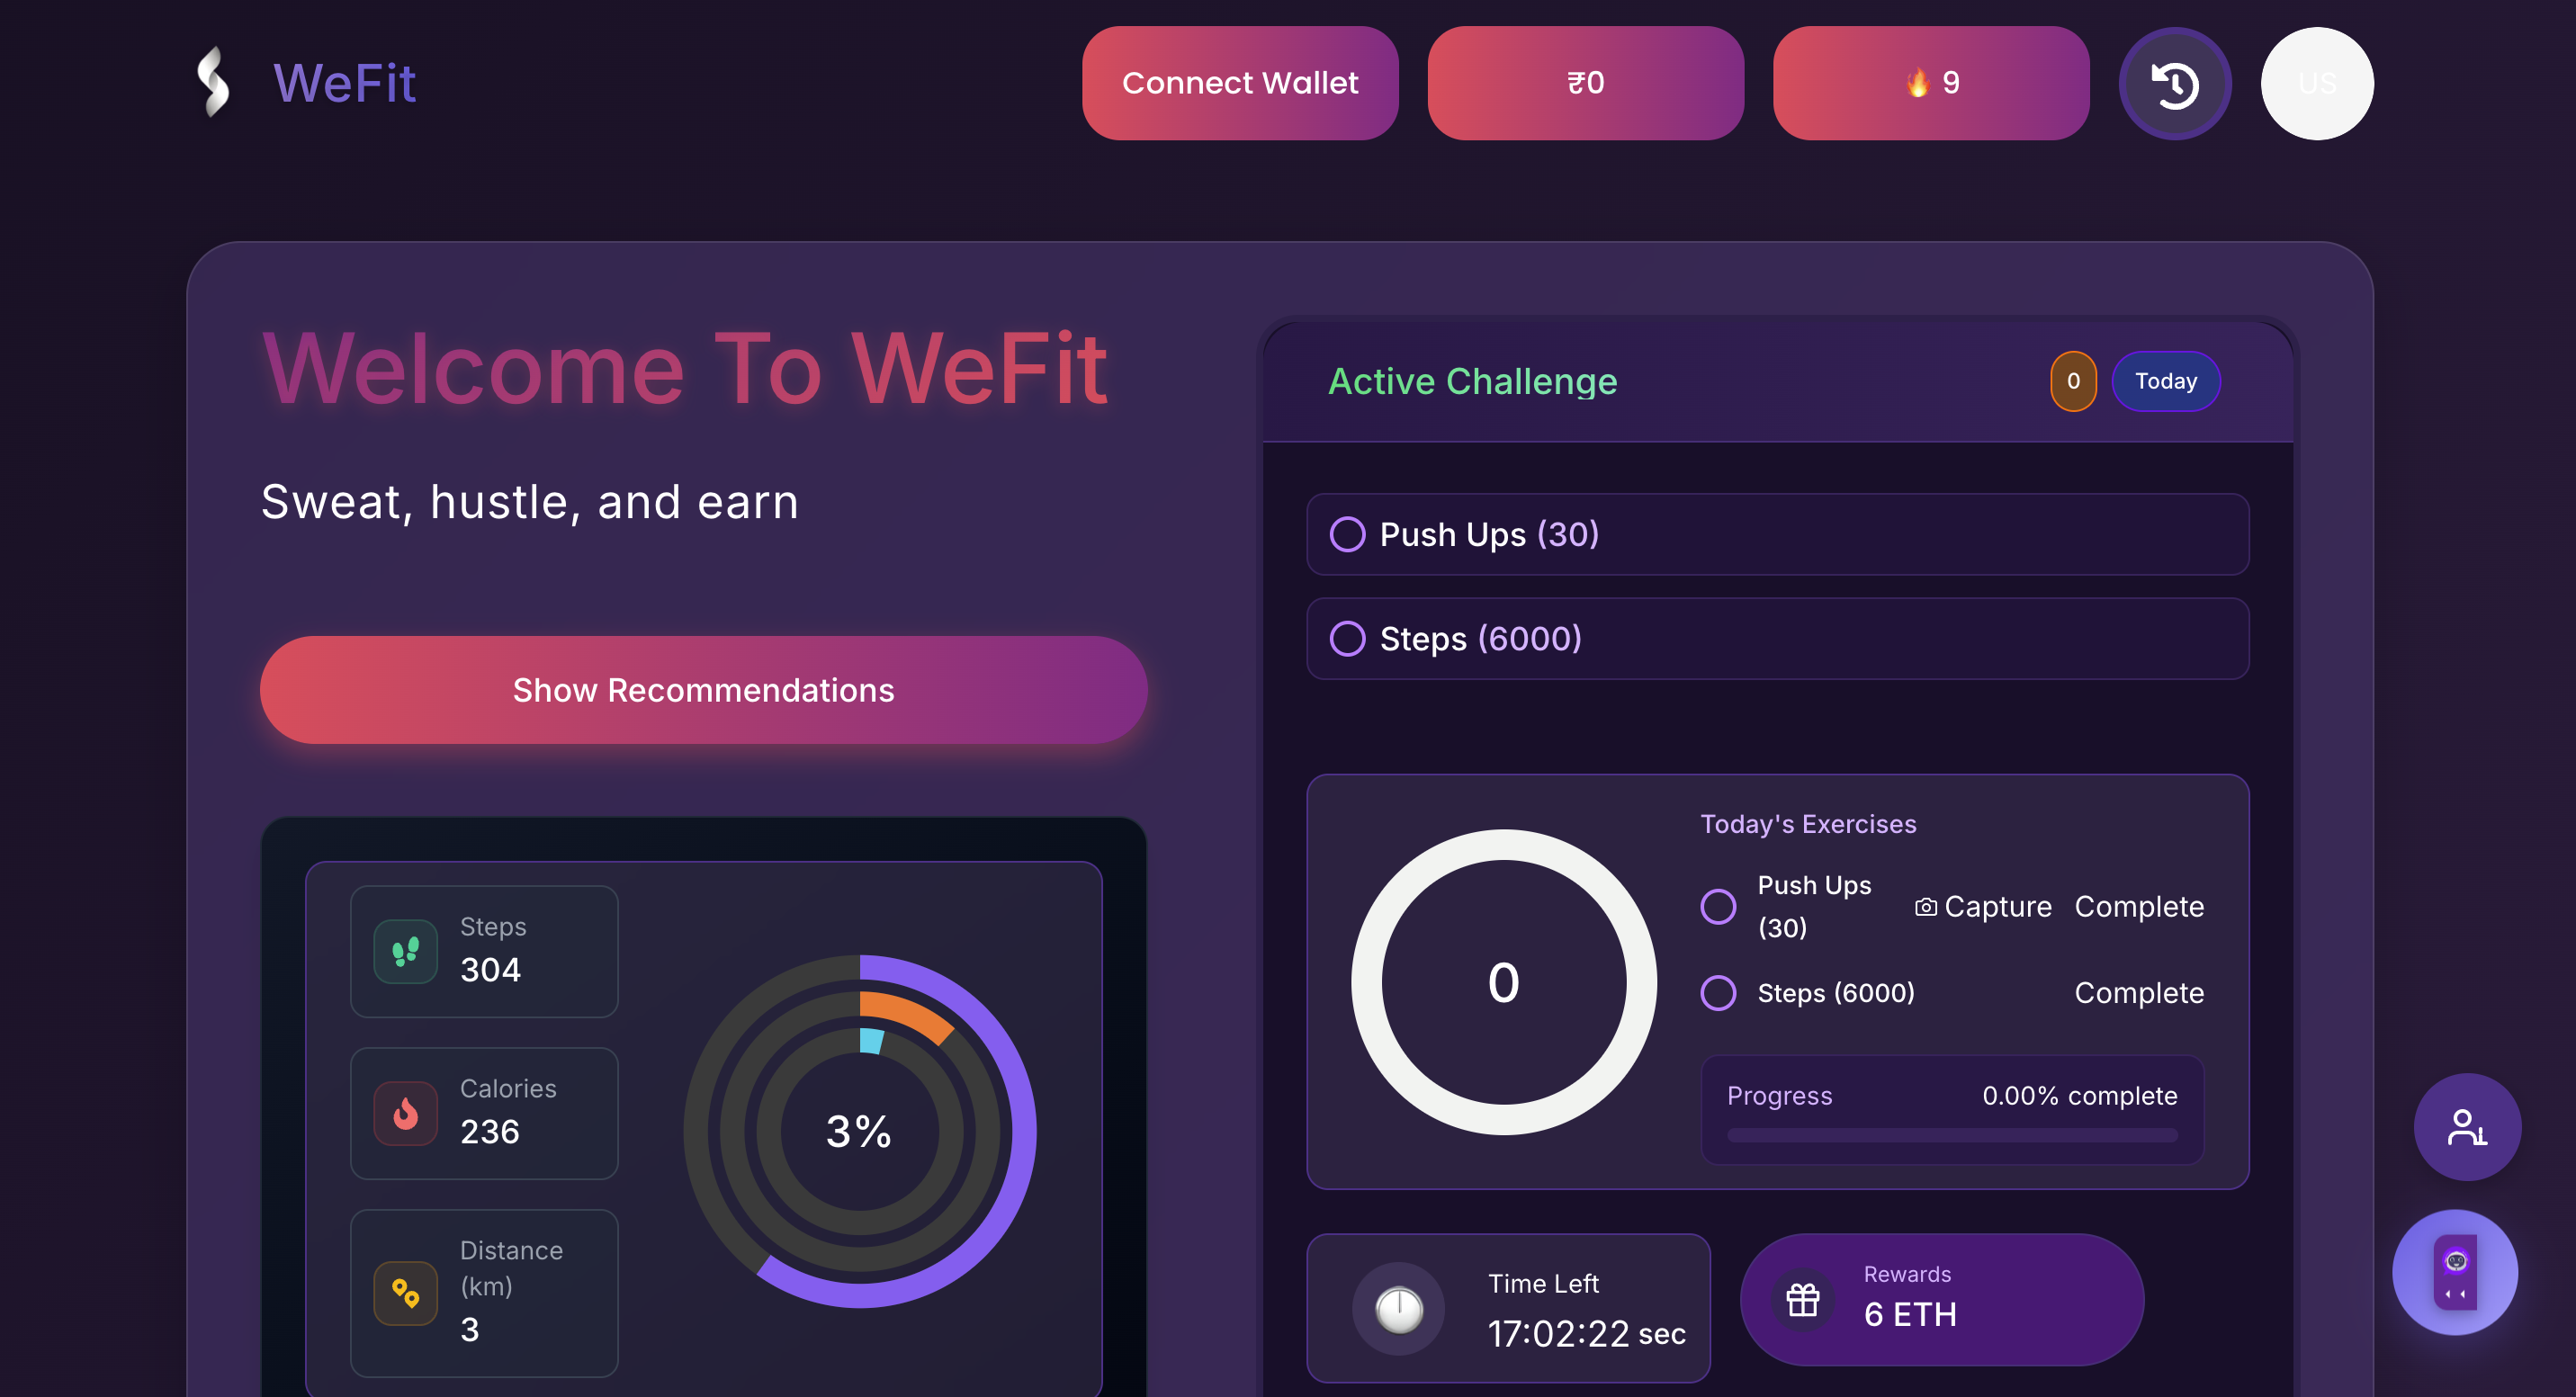 WeFit
Connect Wallet
₹0
🔥 9
US
Welcome To WeFit
Sweat, hustle, and earn
Show Recommendations
Steps
304
Calories
236
Distance
(km)
3
3%
Active Challenge
0
Today
Push Ups (30)
Steps (6000)
0
Today's Exercises
Push Ups
(30)
Capture
Complete
Steps (6000)
Complete
Progress
0.00% complete
Time Left
17:02:22 sec
Rewards
6 ETH